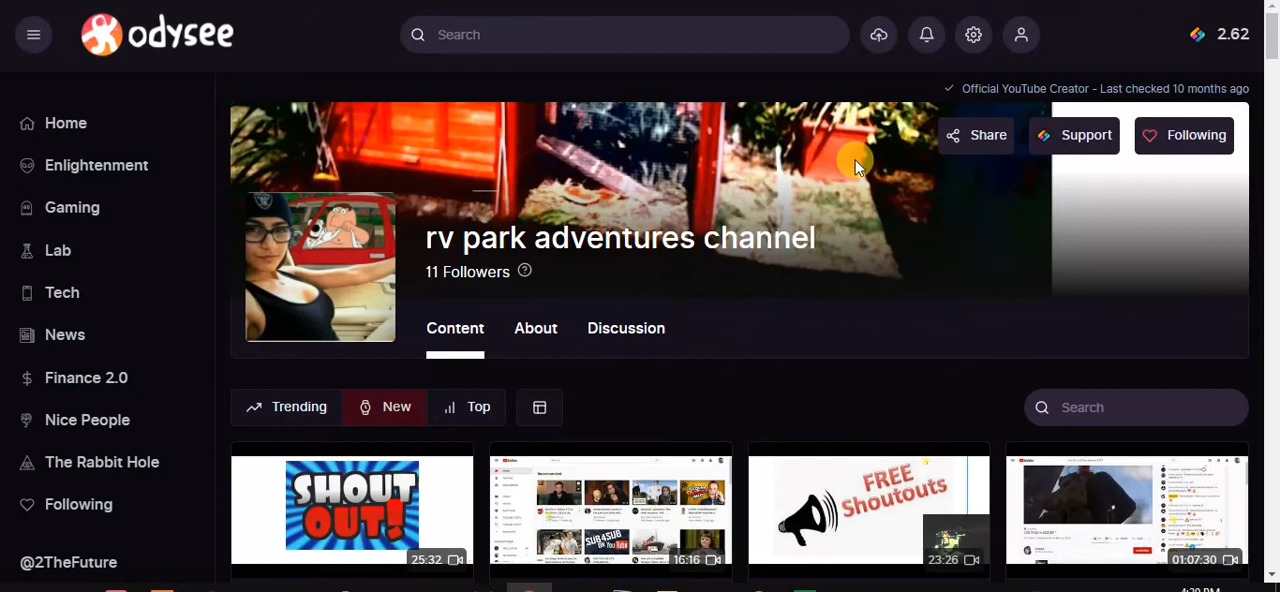 odysee
Search
2.62
Official YouTube Creator - Last checked 10 months ago
Home
Enlightenment
Gaming
Lab
Tech
News
Finance 2.0
Nice People
The Rabbit Hole
Following
@2TheFuture
Share
Support
Following
rv park adventures channel
11 Followers
Content
About
Discussion
Trending
New
Top
Search
SHOUT
OUT!
25:32
SUB4SUB
16:16
FREE
Shoutouts
23:26
01:07:30